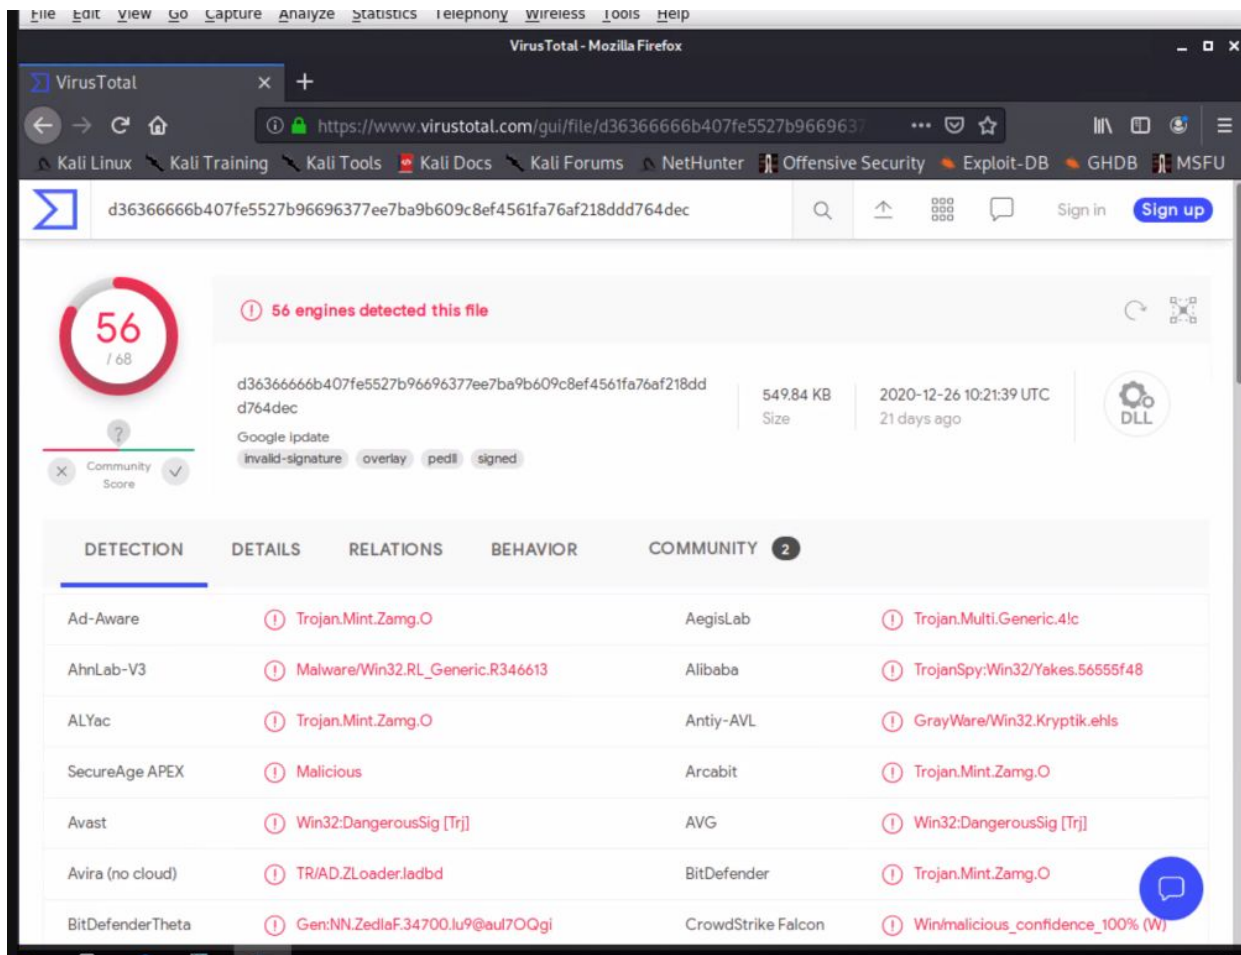 File Edit View Go Capture Analyze Statistics Telephony Wireless Tools Help
VirusTotal - Mozilla Firefox
VirusTotal
https://www.virustotal.com/gui/file/d36366666b407fe5527b9669637
Kali Linux Kali Training Kali Tools Kali Docs Kali Forums NetHunter Offensive Security Exploit-DB GHDB MSFU
d36366666b407fe5527b96696377ee7ba9b609c8ef4561fa76af218ddd764dec Sign in Sign up
56
/ 68
56 engines detected this file
d36366666b407fe5527b96696377ee7ba9b609c8ef4561fa76af218dd
d764dec
Google ipdate
invalid-signature overlay pedll signed
549.84 KB
Size
2020-12-26 10:21:39 UTC
21 days ago
DLL
?
Community
Score
DETECTION DETAILS RELATIONS BEHAVIOR COMMUNITY 2
Ad-Aware Trojan.Mint.Zamg.O AegisLab Trojan.Multi.Generic.4!c
AhnLab-V3 Malware/Win32.RL_Generic.R346613 Alibaba TrojanSpy:Win32/Yakes.56555f48
ALYac Trojan.Mint.Zamg.O Antiy-AVL GrayWare/Win32.Kryptik.ehls
SecureAge APEX Malicious Arcabit Trojan.Mint.Zamg.O
Avast Win32:DangerousSig [Trj] AVG Win32:DangerousSig [Trj]
Avira (no cloud) TR/AD.ZLoader.ladbd BitDefender Trojan.Mint.Zamg.O
BitDefenderTheta Gen:NN.ZedlaF.34700.lu9@aul7OQgi CrowdStrike Falcon Win/malicious_confidence_100% (W)